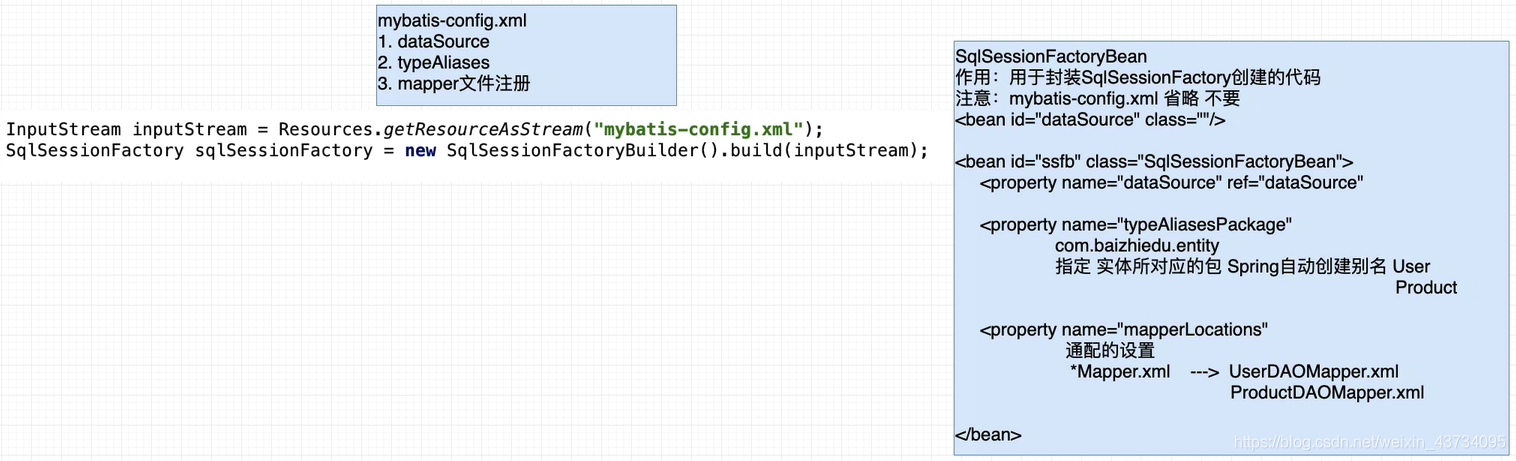 mybatis-config.xml
1. dataSource
2. typeAliases
3. mapper文件注册
InputStream inputStream = Resources.getResourceAsStream("mybatis-config.xml");
SqlSessionFactory sqlSessionFactory = new SqlSessionFactoryBuilder().build(inputStream);
SqlSessionFactoryBean
作用：用于封装SqlSessionFactory创建的代码
注意：mybatis-config.xml 省略 不要
<bean id="dataSource" class=""/>
<bean id="ssfb" class="SqlSessionFactoryBean">
<property name="dataSource" ref="dataSource"
<property name="typeAliasesPackage"
com.baizhiedu.entity
指定 实体所对应的包 Spring自动创建别名 User
Product
<property name="mapperLocations"
通配的设置
*Mapper.xml ---> UserDAOMapper.xml
ProductDAOMapper.xml
</bean>
https://blog.csdn.net/weixin_43734095